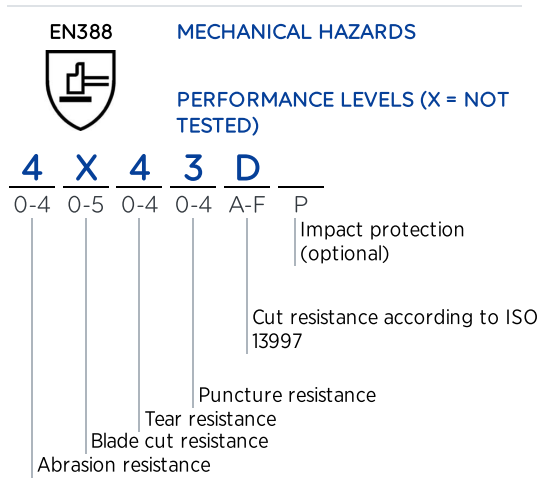 EN388
MECHANICAL HAZARDS
PERFORMANCE LEVELS (X = NOT
TESTED)
4 X 4 3 D
0-4 0-5 0-4 0-4 A-F P
Impact protection
(optional)
Cut resistance according to ISO
13997
Puncture resistance
Tear resistance
Blade cut resistance
Abrasion resistance